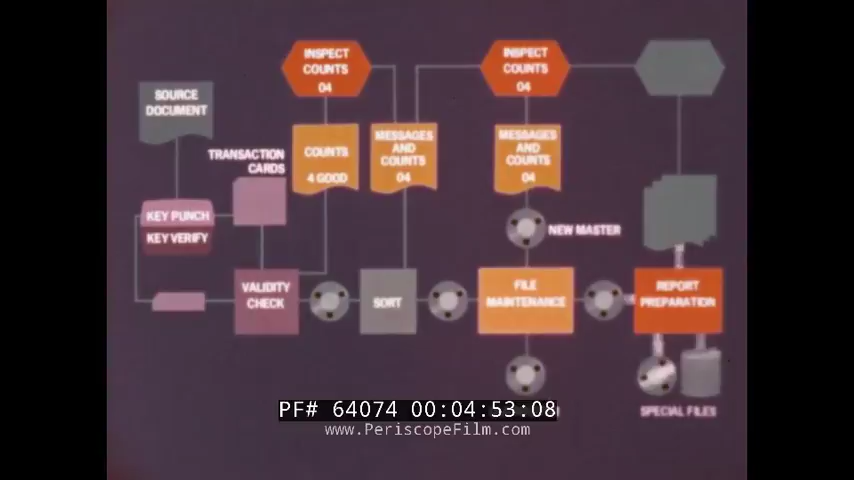 INSPECT
COUNTS
04
INSPECT
COUNTS
04
SOURCE
DOCUMENT
TRANSACTION
CARDS
COUNTS
4 GOOD
MESSAGES
AND
COUNTS
04
MESSAGES
AND
COUNTS
04
KEY PUNCH
KEY VERIFY
NEW MASTER
VALIDITY
CHECK
SORT
FILE
MAINTENANCE
REPORT
PREPARATION
SPECIAL FILES
PF# 64074 00:04:53:08
www.PeriscopeFilm.com